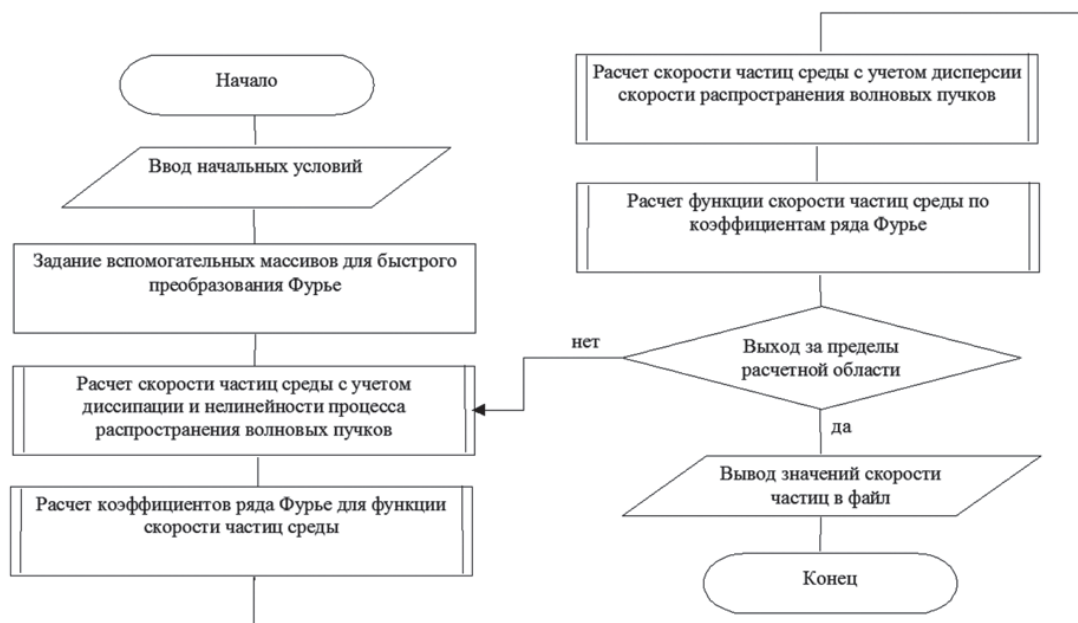 Начало
Ввод начальных условий
Задание вспомогательных массивов для быстрого
преобразования Фурье
Расчет скорости частиц среды с учетом
диссипации и нелинейности процесса
распространения волновых пучков
Расчет коэффициентов ряда Фурье для функции
скорости частиц среды
Расчет скорости частиц среды с учетом дисперсии
скорости распространения волновых пучков
Расчет функции скорости частиц среды по
коэффициентам ряда Фурье
нет
Выход за пределы
расчетной области
да
Вывод значений скорости
частиц в файл
Конец